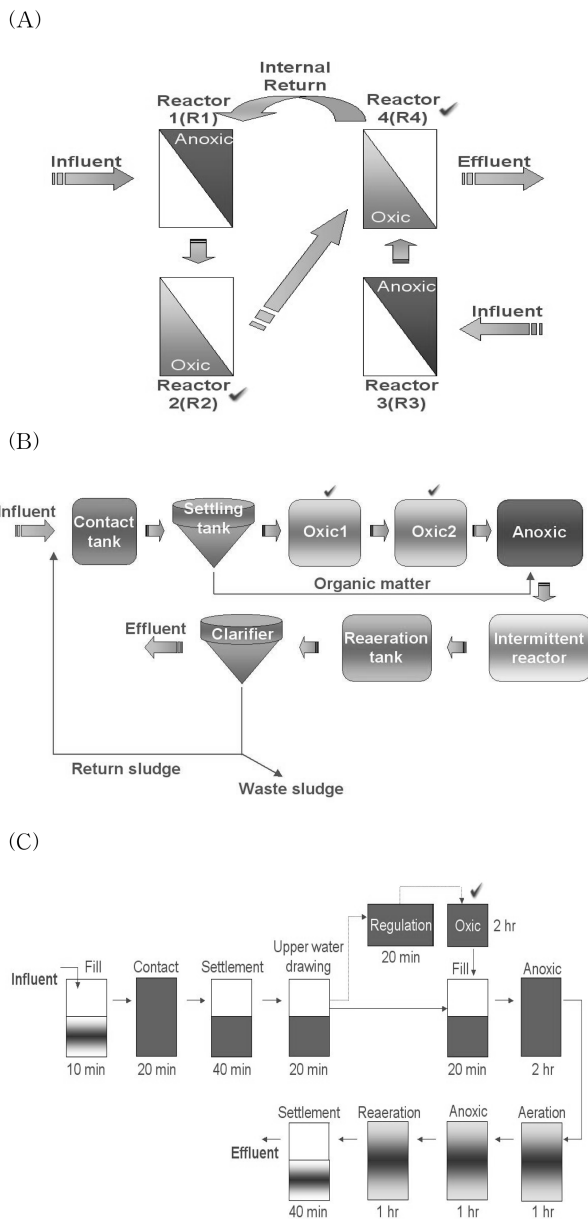 (A)
Internal
Return
Reactor
1(R1)
Reactor
4(R4)
Influent
Anoxic
Effluent
Oxic
Anoxic
Influent
Oxic
Reactor
2(R2)
Reactor
3(R3)
(B)
Influent
Contact
tank
Settling
tank
Oxic1
Oxic2
Anoxic
Organic matter
Effluent
Clarifier
Reaeration
tank
Intermittent
reactor
Return sludge
Waste sludge
(C)
Regulation
Oxic
2 hr
20 min
Influent
Fill
Contact
Settlement
Upper water
drawing
Fill
Anoxic
10 min
20 min
40 min
20 min
20 min
2 hr
Settlement
Reaeration
Anoxic
Aeration
Effluent
40 min
1 hr
1 hr
1 hr